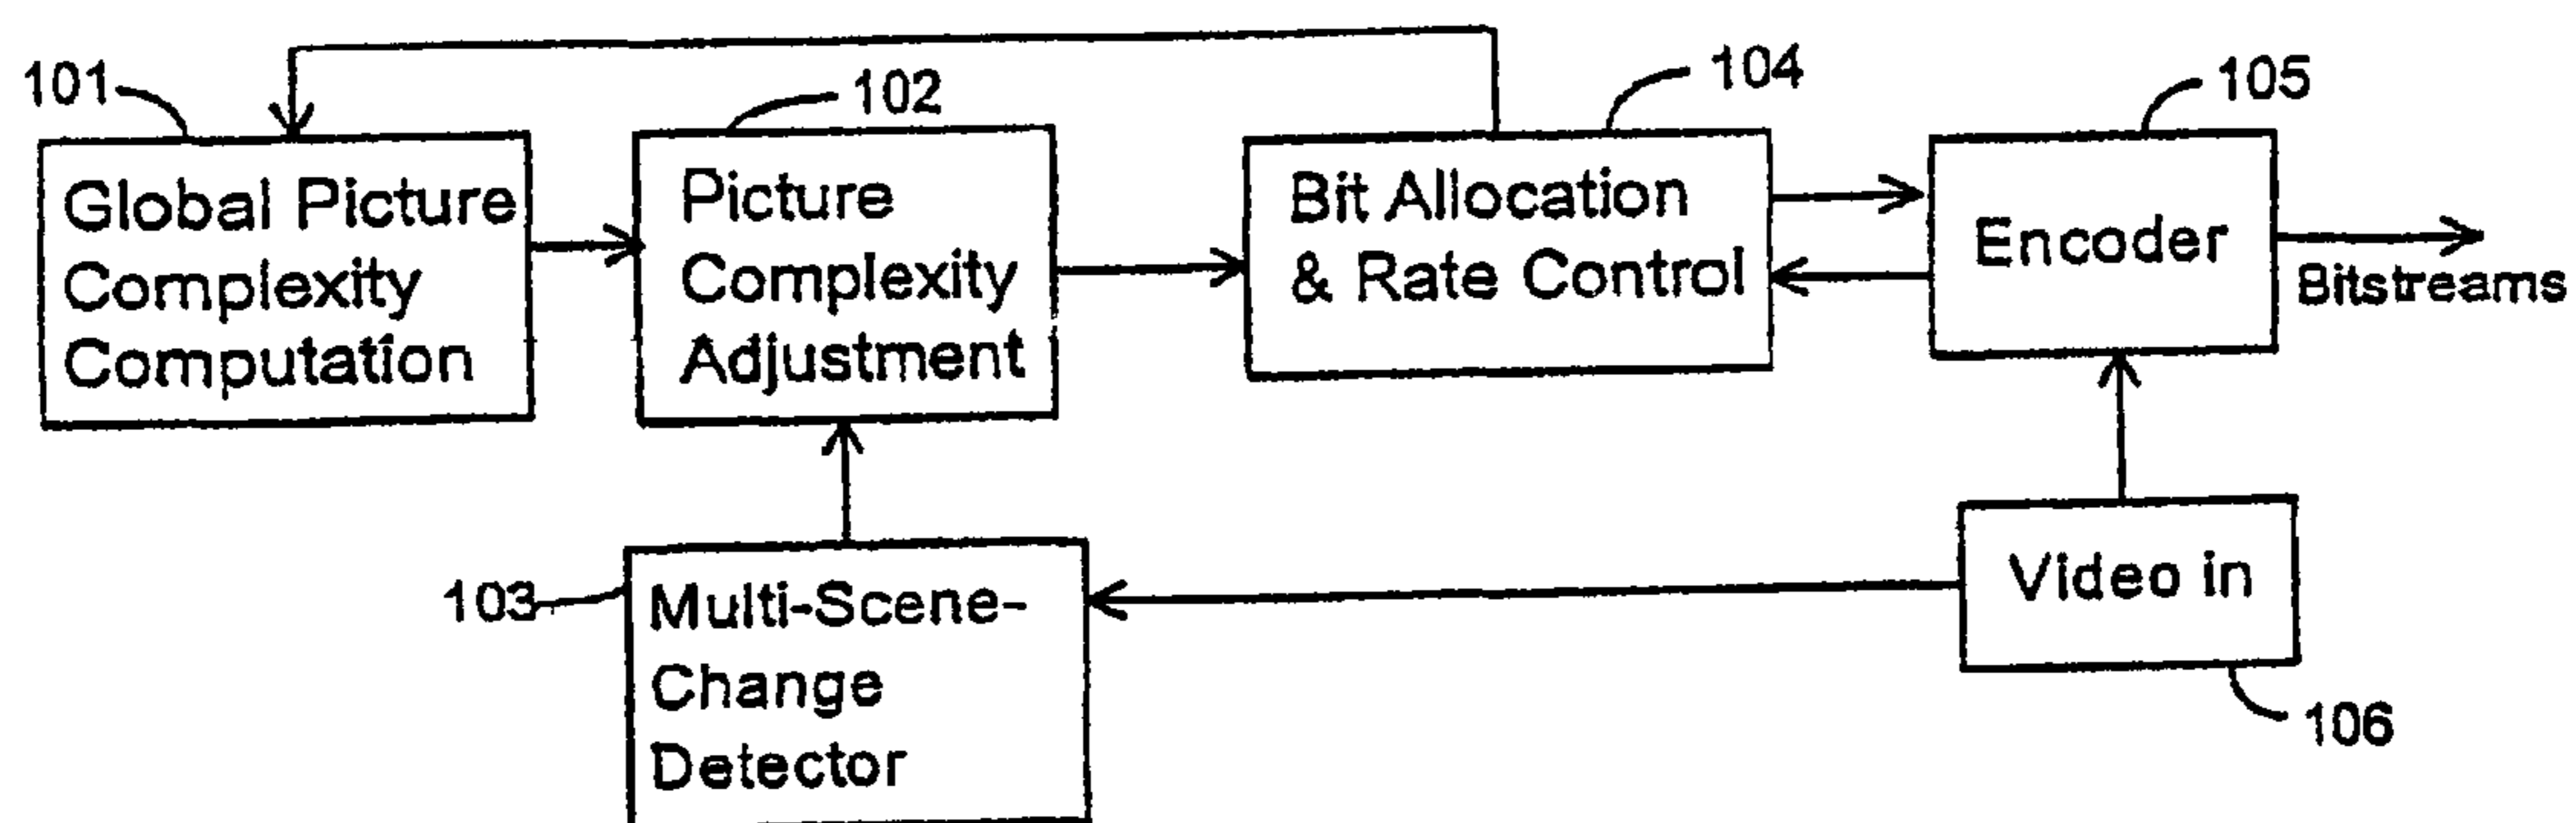 101
Global Picture
Complexity
Computation
102
Picture
Complexity
Adjustment
104
Bit Allocation
& Rate Control
105
Encoder
Bitstreams
103
Multi-Scene-
Change
Detector
Video in
106